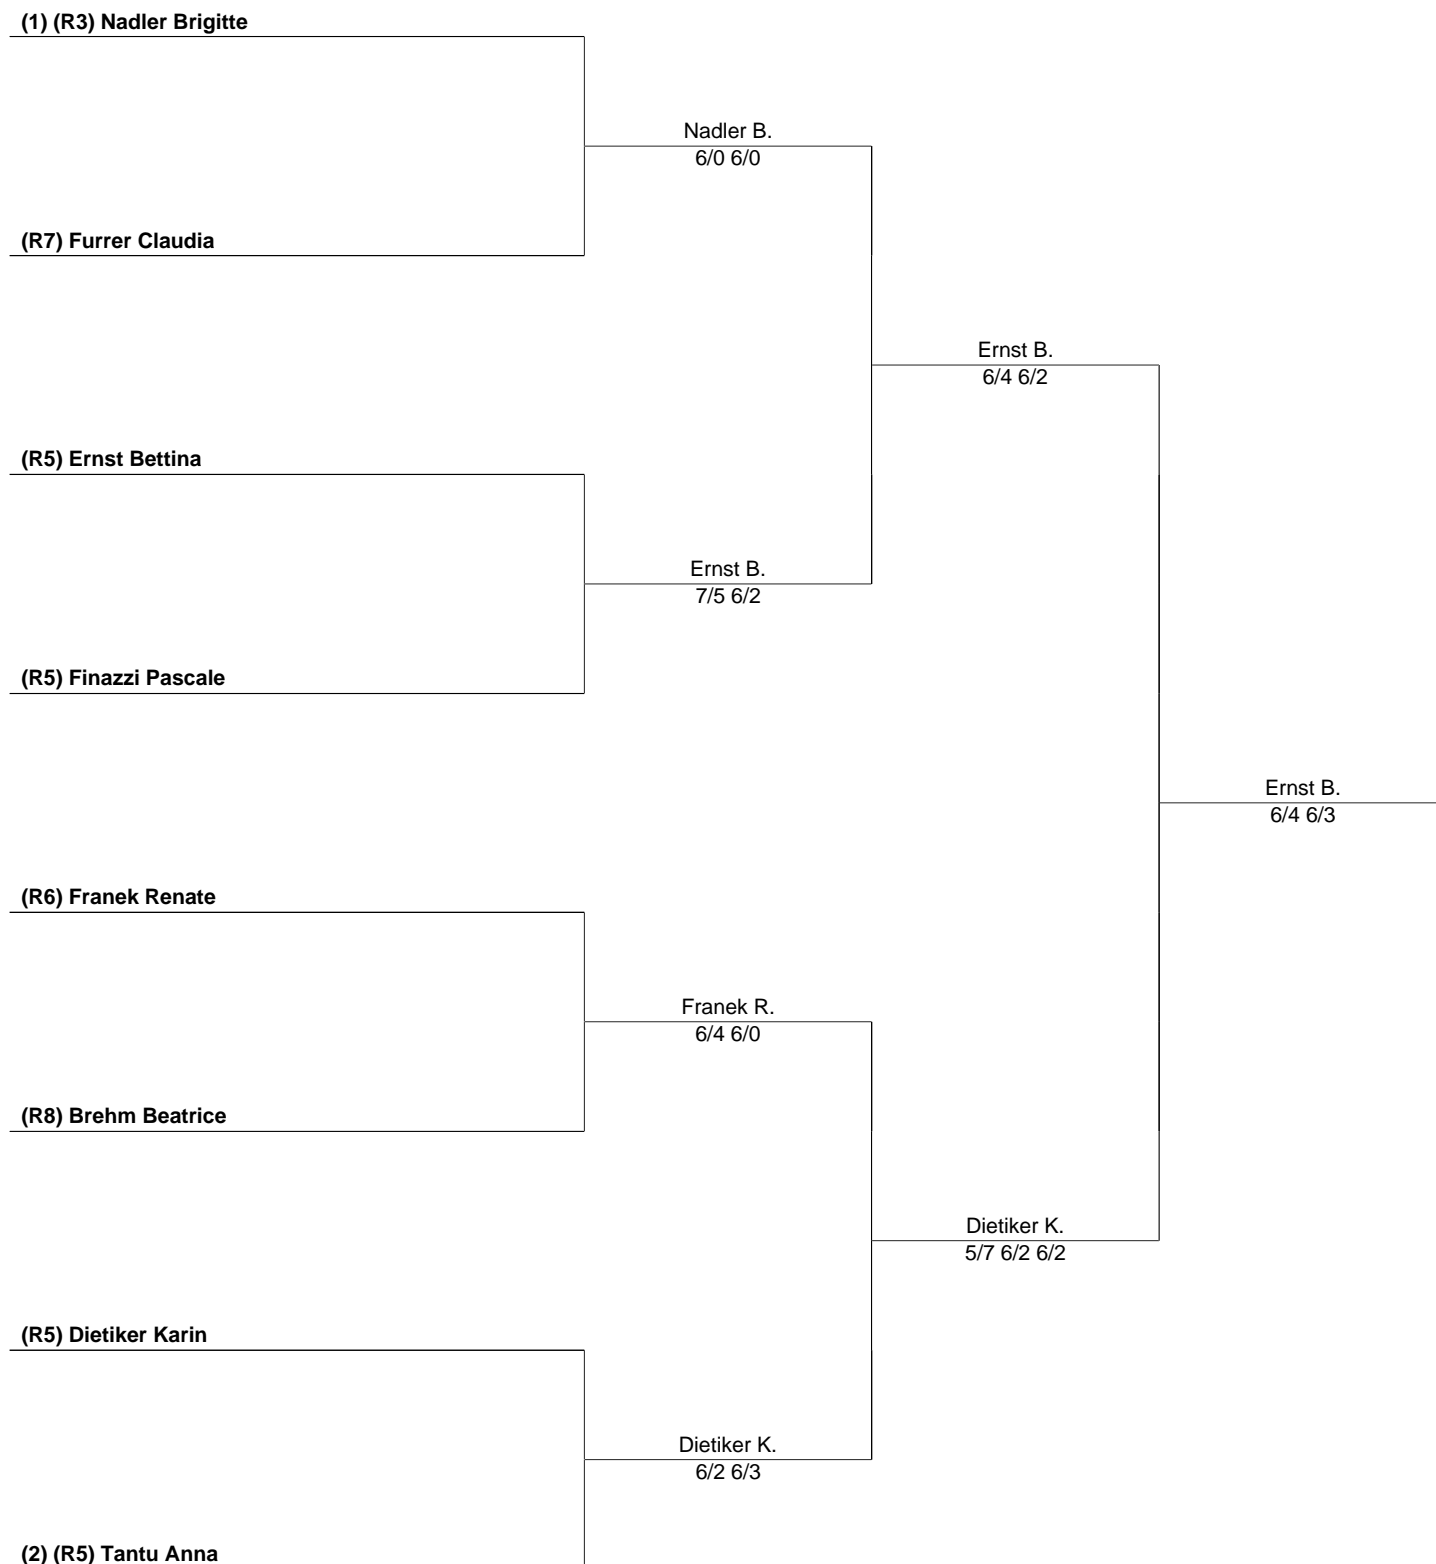 (1) (R3) Nadler Brigitte
Nadler B.
6/0 6/0
(R7) Furrer Claudia
Ernst B.
6/4 6/2
(R5) Ernst Bettina
Ernst B.
7/5 6/2
(R5) Finazzi Pascale
Ernst B.
6/4 6/3
(R6) Franek Renate
Franek R.
6/4 6/0
(R8) Brehm Beatrice
Dietiker K.
5/7 6/2 6/2
(R5) Dietiker Karin
Dietiker K.
6/2 6/3
(2) (R5) Tantu Anna